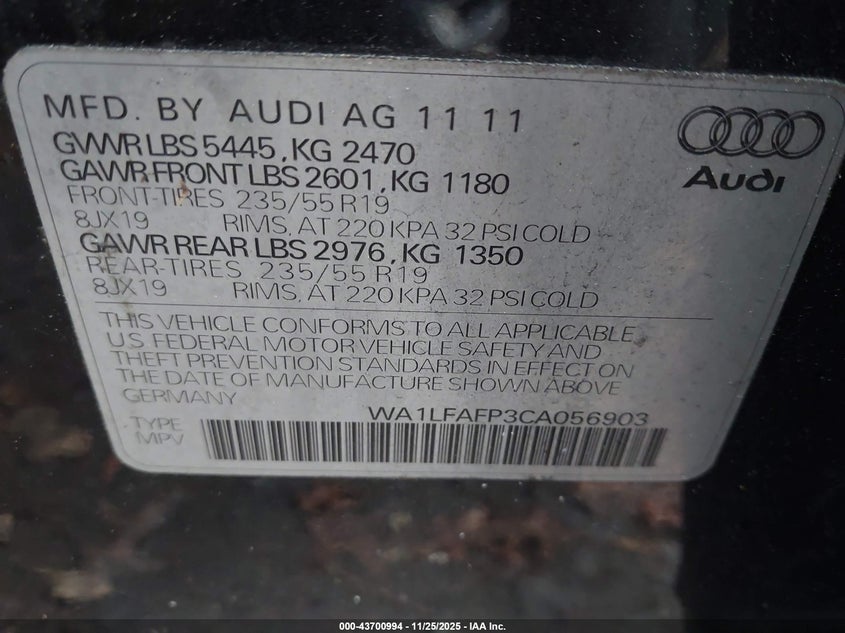 MFD. BY AUDI AG 11 11
GVWR LBS 5445, KG 2470
GAWR FRONT LBS 2601, KG 1180
FRONT-TIRES 235/55 R19
8JX19 RIMS, AT 220 KPA 32 PSI COLD
GAWR REAR LBS 2976, KG 1350
REAR-TIRES 235/55 R19
8JX19 RIMS, AT 220 KPA 32 PSI COLD
Audi
THIS VEHICLE CONFORMS TO ALL APPLICABLE
U.S. FEDERAL MOTOR VEHICLE SAFETY AND
THEFT PREVENTION STANDARDS IN EFFECT ON
THE DATE OF MANUFACTURE SHOWN ABOVE
GERMANY
WA1LFAFP3CA056903
TYPE
MPV
000-43700994 - 11/25/2025 - IAA Inc.